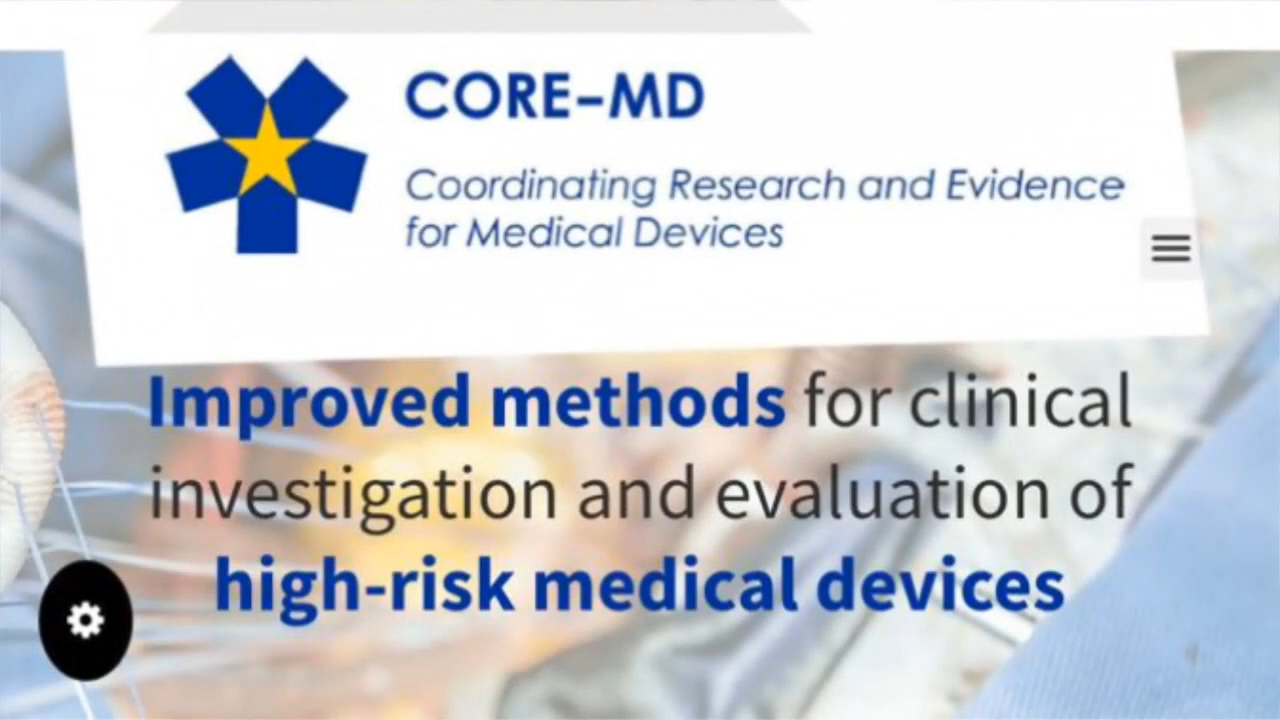 CORE–MD
Coordinating Research and Evidence
for Medical Devices
Improved methods for clinical
investigation and evaluation of
high-risk medical devices